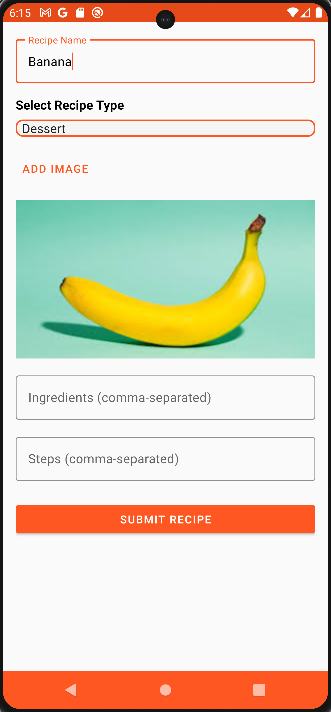 6:15
Recipe Name
Banana
Select Recipe Type
Dessert
ADD IMAGE
Ingredients (comma-separated)
Steps (comma-separated)
SUBMIT RECIPE